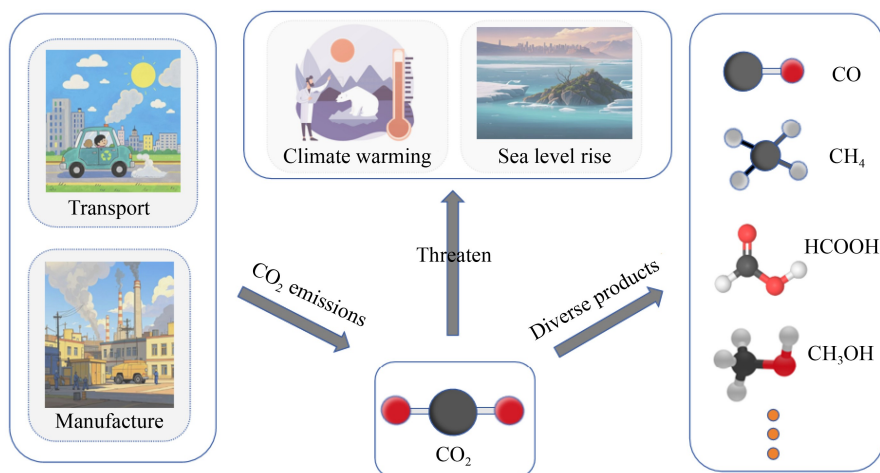 Transport
Manufacture
CO₂ emissions
Climate warming
Sea level rise
Threaten
CO₂
Diverse products
CO
CH₄
HCOOH
CH₃OH